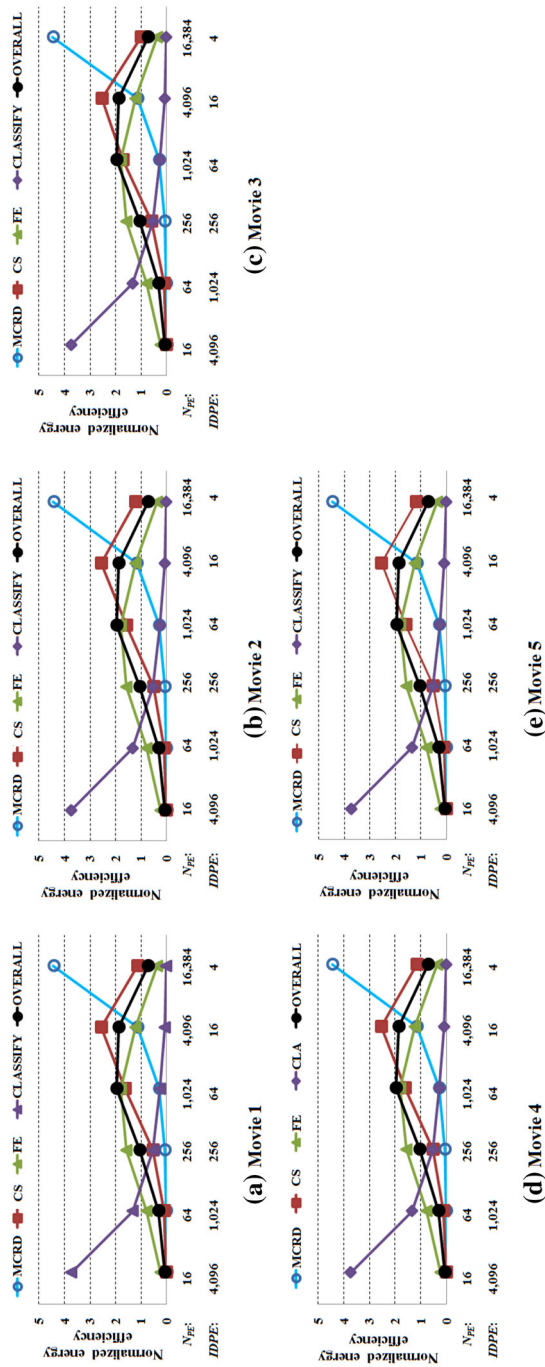 MCRD CS FE CLASSIFY OVERALL
Normalized energy
efficiency
5
4
3
2
1
0
N_PE: 16 64 256 1,024 4,096 16,384
IDPE: 4,096 1,024 256 64 16 4
(a) Movie 1
MCRD CS FE CLASSIFY OVERALL
Normalized energy
efficiency
5
4
3
2
1
0
N_PE: 16 64 256 1,024 4,096 16,384
IDPE: 4,096 1,024 256 64 16 4
(b) Movie 2
MCRD CS FE CLASSIFY OVERALL
Normalized energy
efficiency
5
4
3
2
1
0
N_PE: 16 64 256 1,024 4,096 16,384
IDPE: 4,096 1,024 256 64 16 4
(c) Movie 3
MCRD CS FE CLA OVERALL
Normalized energy
efficiency
5
4
3
2
1
0
N_PE: 16 64 256 1,024 4,096 16,384
IDPE: 4,096 1,024 256 64 16 4
(d) Movie 4
MCRD CS FE CLASSIFY OVERALL
Normalized energy
efficiency
5
4
3
2
1
0
N_PE: 16 64 256 1,024 4,096 16,384
IDPE: 4,096 1,024 256 64 16 4
(e) Movie 5